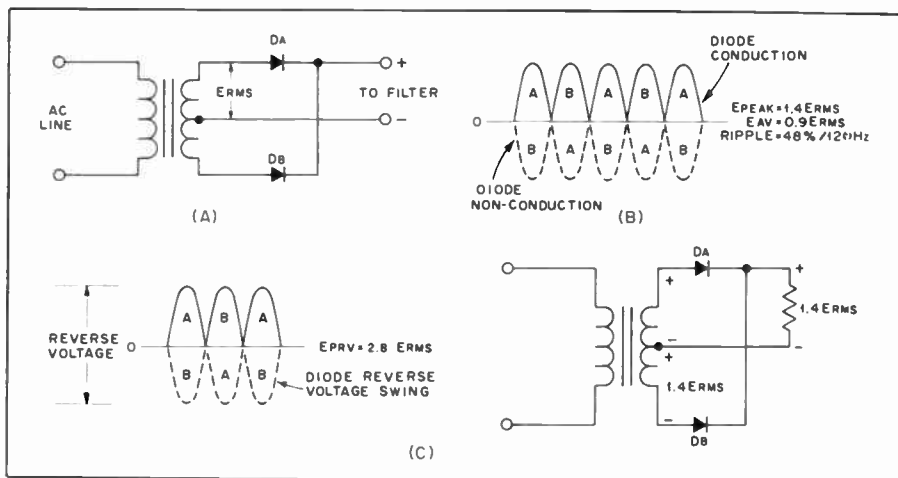 DA
ERMS
AC
LINE
+
TO FILTER
-
DB
(A)
DIODE
CONDUCTION
A B A B A
0
B A B A B
EPEAK=1.4ERMS
EAV=0.9ERMS
RIPPLE=48%/120Hz
DIODE
NON-CONDUCTION
(B)
REVERSE
VOLTAGE
0
A B A
B A B
EPRV=2.8 ERMS
DIODE REVERSE
VOLTAGE SWING
DA
+
+
1.4ERMS
-
+
-
1.4ERMS
-
DB
(C)